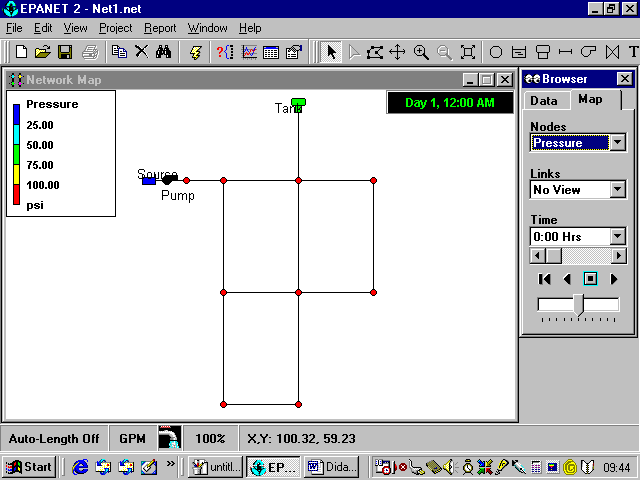 EPANET 2 - Net1.net
File Edit View Project Report Window Help
T
Network Map
Browser
Pressure
25.00
50.00
75.00
100.00
psi
Day 1, 12:00 AM
Tank
Source
Pump
Data Map
Nodes
Pressure
Links
No View
Time
0:00 Hrs
Auto-Length Off GPM 100% X,Y: 100.32, 59.23
Start » untitl... EP... Dida... 09:44